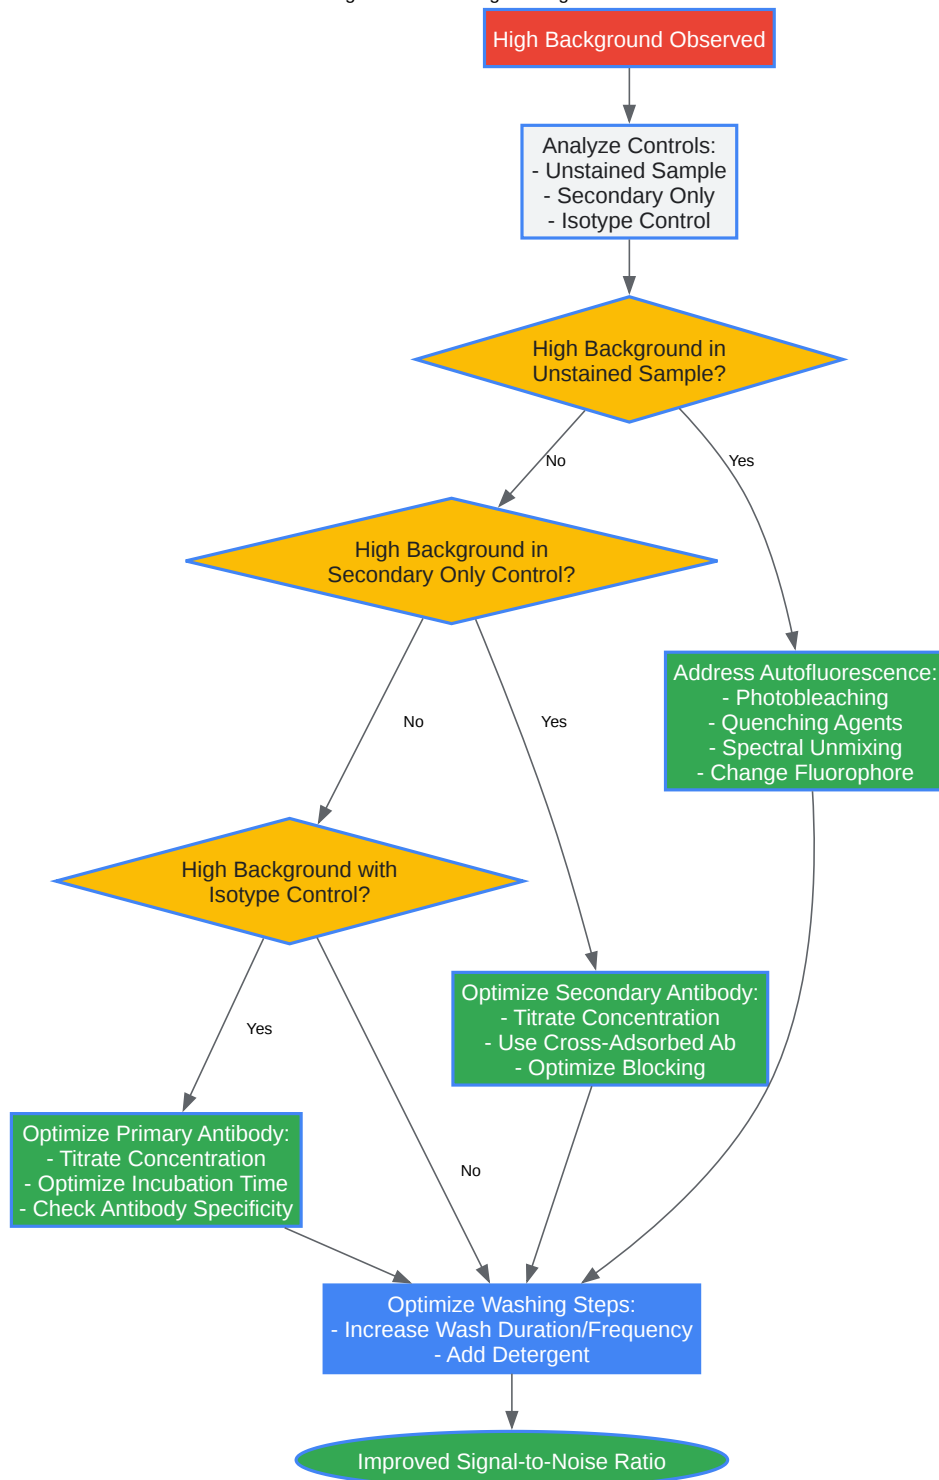 High Background Observed
Analyze Controls:
- Unstained Sample
- Secondary Only
- Isotype Control
High Background in
Unstained Sample?
No
Yes
High Background in
Secondary Only Control?
Address Autofluorescence:
- Photobleaching
- Quenching Agents
- Spectral Unmixing
- Change Fluorophore
No
Yes
High Background with
Isotype Control?
Optimize Secondary Antibody:
- Titrate Concentration
- Use Cross-Adsorbed Ab
- Optimize Blocking
Yes
Optimize Primary Antibody:
- Titrate Concentration
- Optimize Incubation Time
- Check Antibody Specificity
No
Optimize Washing Steps:
- Increase Wash Duration/Frequency
- Add Detergent
Improved Signal-to-Noise Ratio